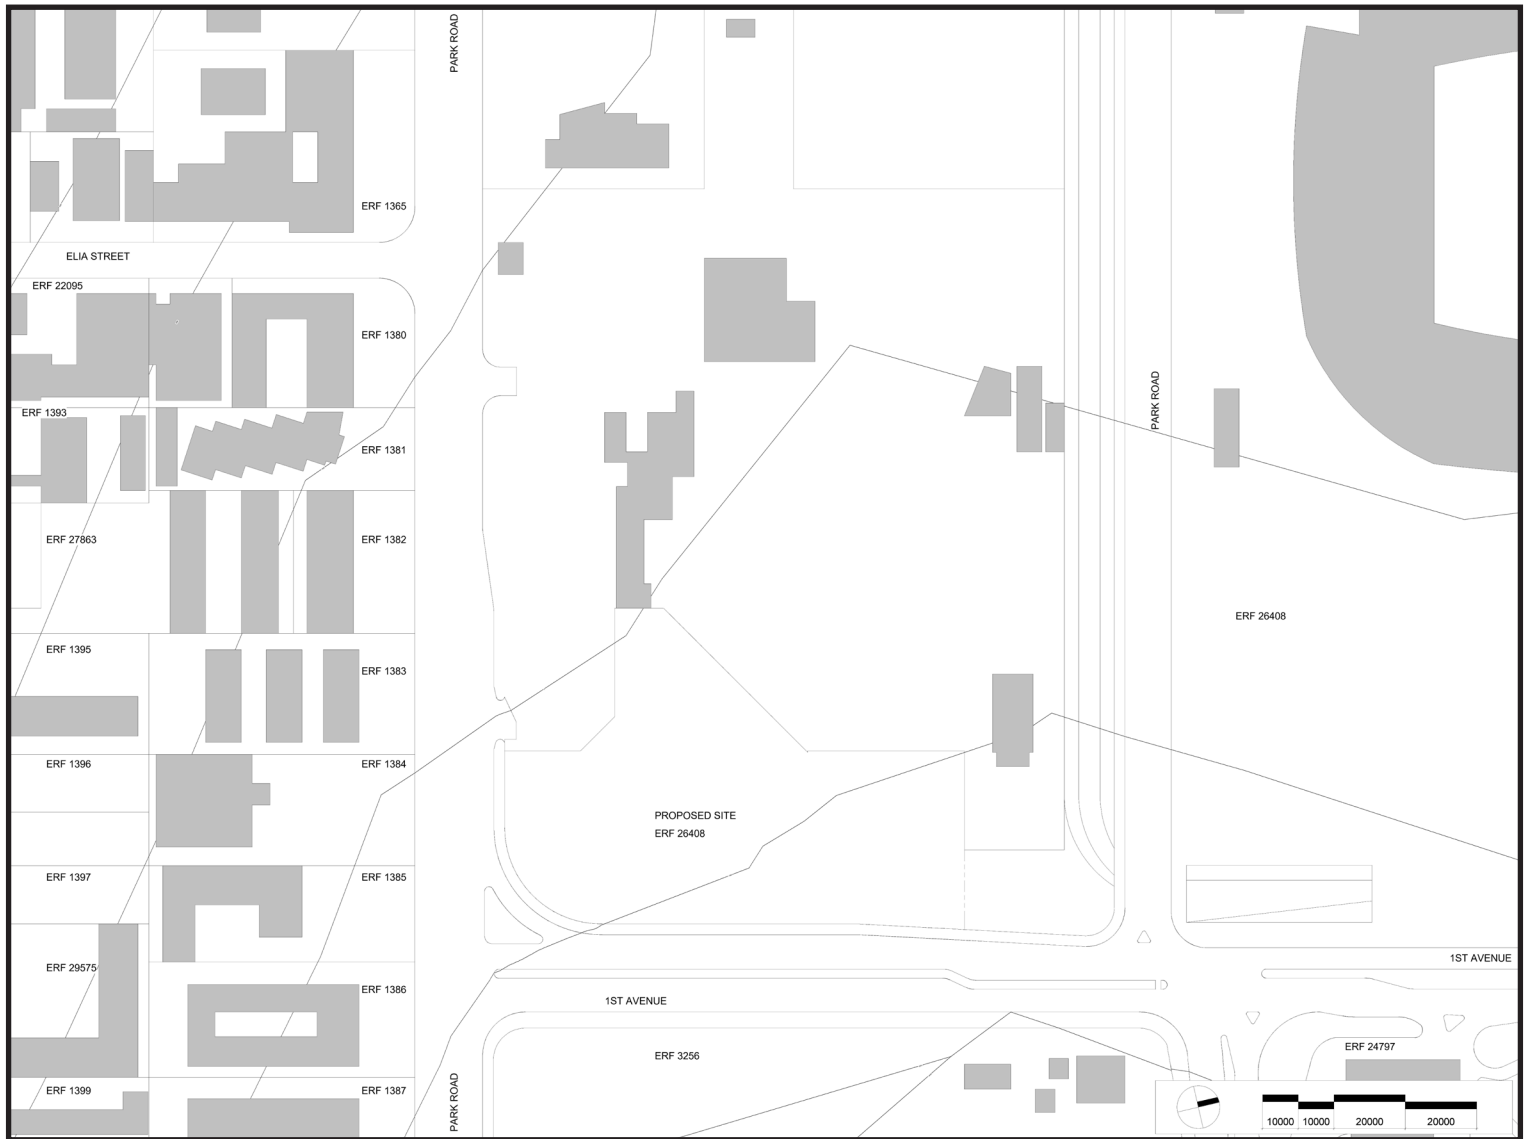 PARK ROAD
ERF 1365
ELIA STREET
ERF 22095
ERF 1380
PARK ROAD
ERF 1393
ERF 1381
ERF 27863
ERF 1382
ERF 26408
ERF 1395
ERF 1383
ERF 1396
ERF 1384
PROPOSED SITE
ERF 26408
ERF 1397
ERF 1385
1ST AVENUE
ERF 29575
ERF 1386
1ST AVENUE
ERF 3256
ERF 24797
ERF 1399
ERF 1387
PARK ROAD
10000 10000 20000 20000